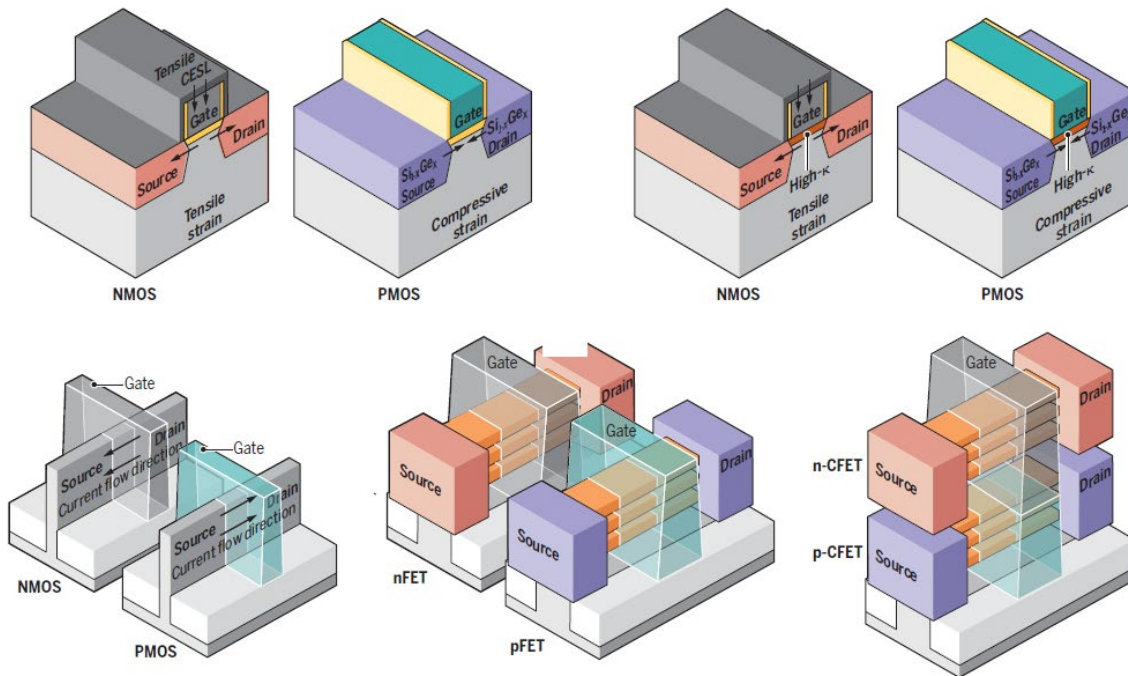 Tensile
CESL
Gate
Drain
Source
Tensile
strain
NMOS
Gate
Si₁₋ₓGeₓ
Drain
Si₁₋ₓGeₓ
Source
Compressive
strain
PMOS
Gate
Drain
Source
High-κ
Tensile
strain
NMOS
Gate
Si₁₋ₓGeₓ
Drain
Si₁₋ₓGeₓ
Source
High-κ
Compressive
strain
PMOS
Gate
Drain
Source
Current flow direction
NMOS
Gate
Drain
Source
Current flow direction
PMOS
Gate
Drain
Source
nFET
Gate
Drain
Source
pFET
Gate
Drain
n-CFET
Source
Drain
p-CFET
Source